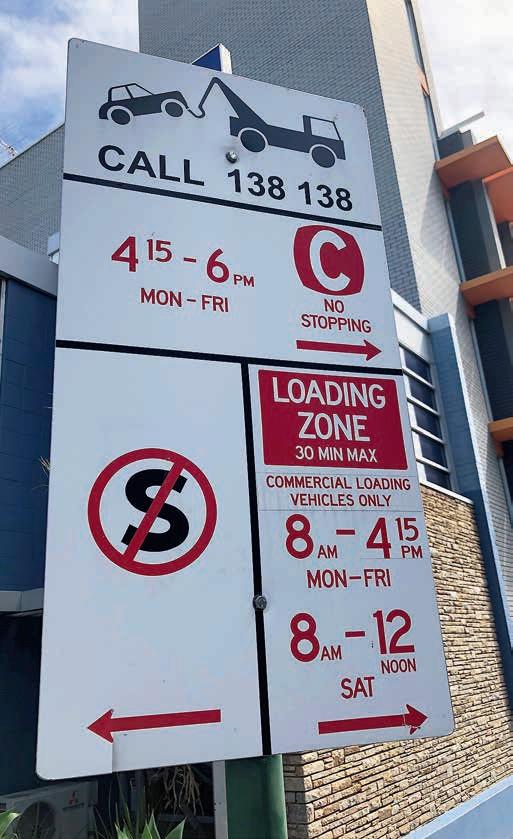 CALL 138 138
4 15 - 6 PM
MON - FRI
C
NO
STOPPING
S
LOADING
ZONE
30 MIN MAX
COMMERCIAL LOADING
VEHICLES ONLY
8 AM - 4 15 PM
MON-FRI
8 AM - 12 NOON
SAT